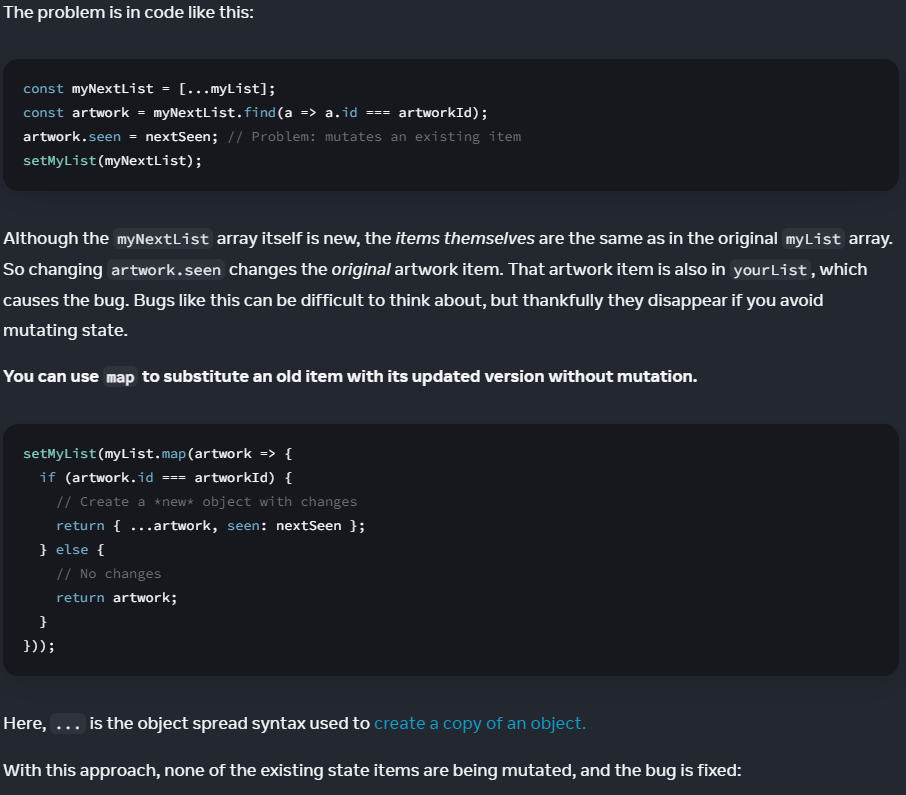 The problem is in code like this:
const myNextList = [...myList];
const artwork = myNextList.find(a => a.id === artworkId);
artwork.seen = nextSeen; // Problem: mutates an existing item
setMyList(myNextList);
Although the myNextList array itself is new, the items themselves are the same as in the original myList array.
So changing artwork.seen changes the original artwork item. That artwork item is also in yourList, which
causes the bug. Bugs like this can be difficult to think about, but thankfully they disappear if you avoid
mutating state.
You can use map to substitute an old item with its updated version without mutation.
setMyList(myList.map(artwork => {
  if (artwork.id === artworkId) {
    // Create a *new* object with changes
    return { ...artwork, seen: nextSeen };
  } else {
    // No changes
    return artwork;
  }
}));
Here, ... is the object spread syntax used to create a copy of an object.
With this approach, none of the existing state items are being mutated, and the bug is fixed: